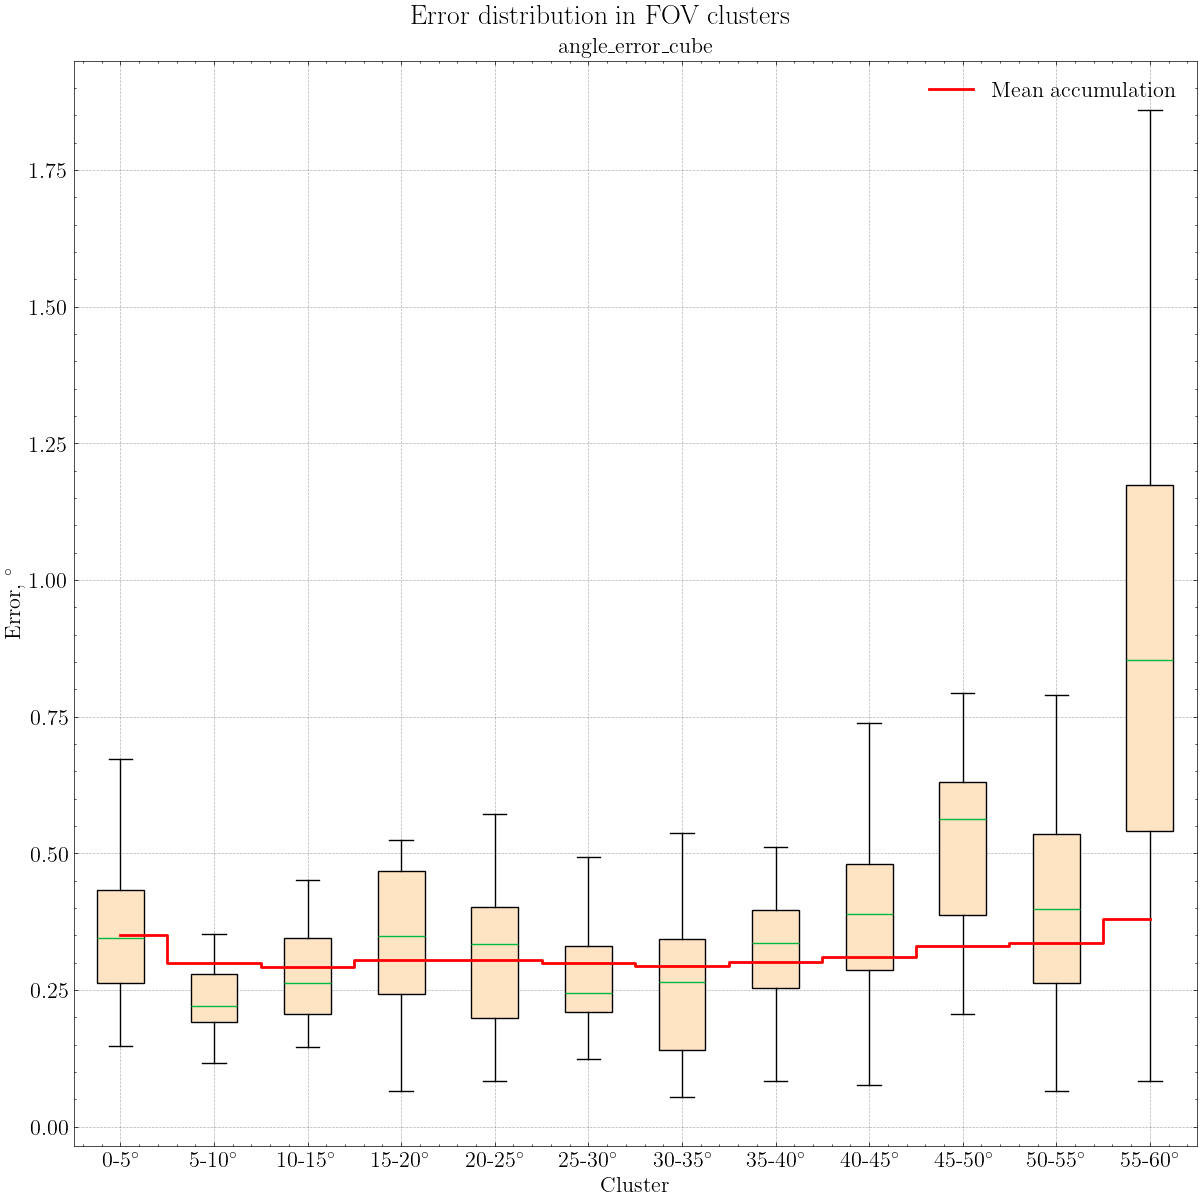 Error distribution in FOV clusters
angle_error_cube
Mean accumulation
Error, °
1.75
1.50
1.25
1.00
0.75
0.50
0.25
0.00
0-5° 5-10° 10-15° 15-20° 20-25° 25-30° 30-35° 35-40° 40-45° 45-50° 50-55° 55-60°
Cluster